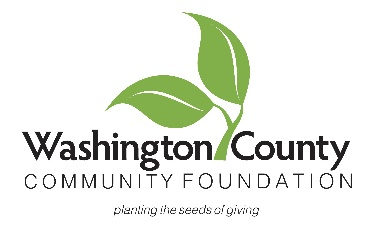 Washington County
COMMUNITY FOUNDATION
planting the seeds of giving